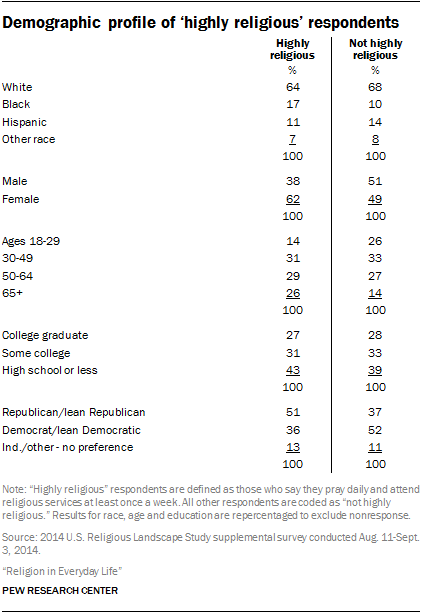 Demographic profile of ‘highly religious’ respondents
Highly religious Not highly religious
% %
White 64 68
Black 17 10
Hispanic 11 14
Other race 7 8
100 100
Male 38 51
Female 62 49
100 100
Ages 18-29 14 26
30-49 31 33
50-64 29 27
65+ 26 14
100 100
College graduate 27 28
Some college 31 33
High school or less 43 39
100 100
Republican/lean Republican 51 37
Democrat/lean Democratic 36 52
Ind./other - no preference 13 11
100 100
Note: “Highly religious” respondents are defined as those who say they pray daily and attend
religious services at least once a week. All other respondents are coded as “not highly
religious.” Results for race, age and education are repercentaged to exclude nonresponse.
Source: 2014 U.S. Religious Landscape Study supplemental survey conducted Aug. 11-Sept.
3, 2014.
“Religion in Everyday Life”
PEW RESEARCH CENTER